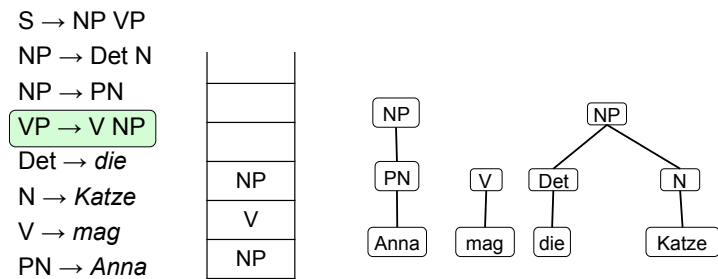 S → NP VP
NP → Det N
NP → PN
VP → V NP
Det → die
N → Katze
V → mag
PN → Anna
NP
V
NP
NP NP
PN V Det N
Anna mag die Katze